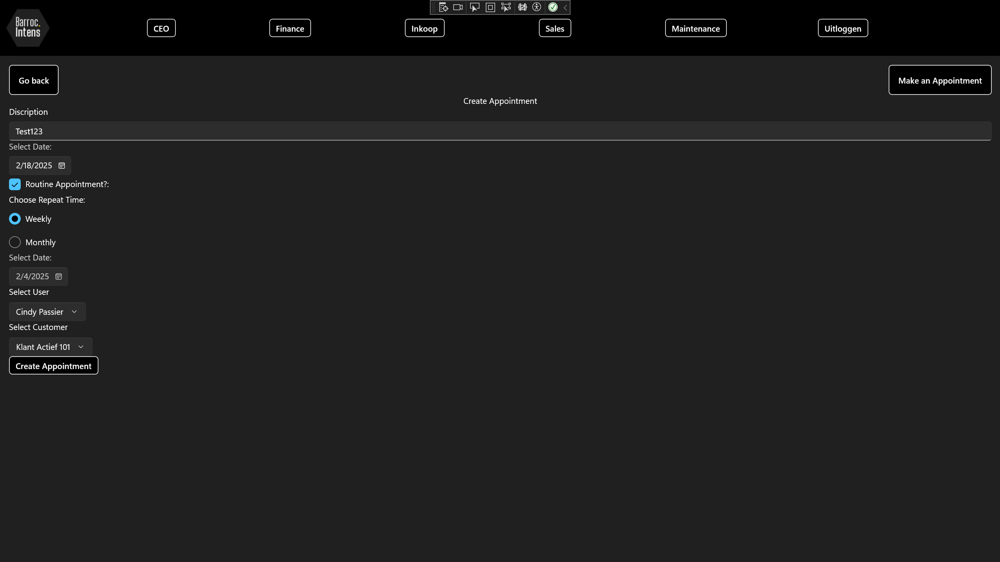 Barroc.
Intens
CEO
Finance
Inkoop
Sales
Maintenance
Uitloggen
Go back
Make an Appointment
Create Appointment
Discription
Test123
Select Date:
2/18/2025
Routine Appointment?:
Choose Repeat Time:
Weekly
Monthly
Select Date:
2/4/2025
Select User
Cindy Passier
Select Customer
Klant Actief 101
Create Appointment